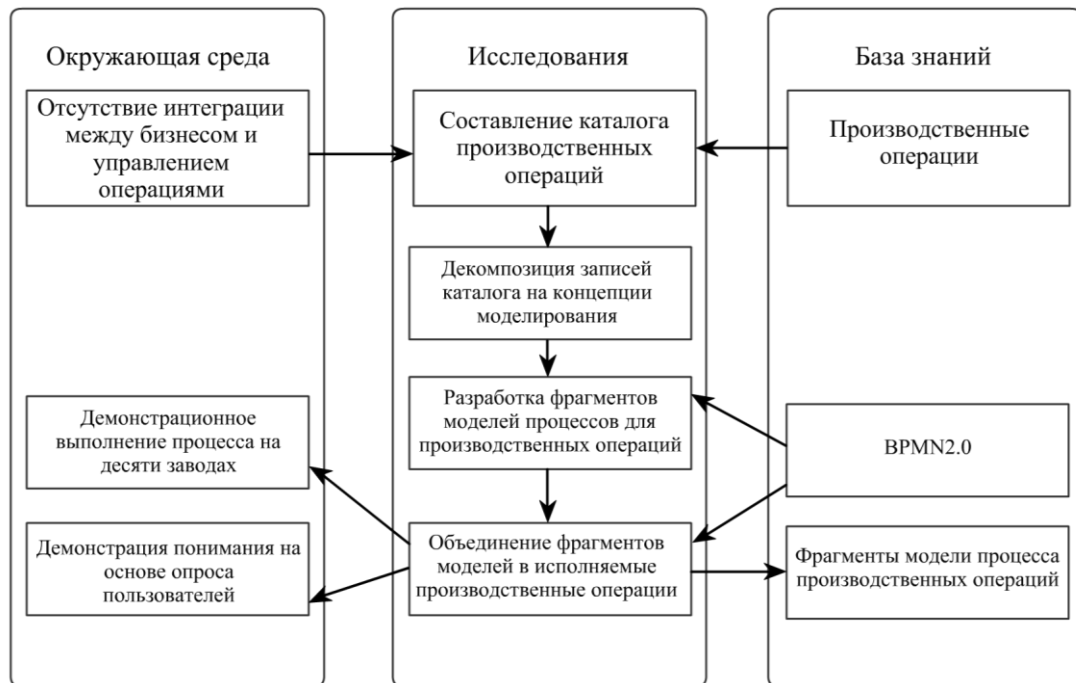 Окружающая среда
Отсутствие интеграции
между бизнесом и
управлением
операциями
Демонстрационное
выполнение процесса на
десяти заводах
Демонстрация понимания на
основе опроса
пользователей
Исследования
Составление каталога
производственных
операций
Декомпозиция записей
каталога на концепции
моделирования
Разработка фрагментов
моделей процессов для
производственных операций
Объединение фрагментов
моделей в исполняемые
производственные операции
База знаний
Производственные
операции
BPMN2.0
Фрагменты модели процесса
производственных операций